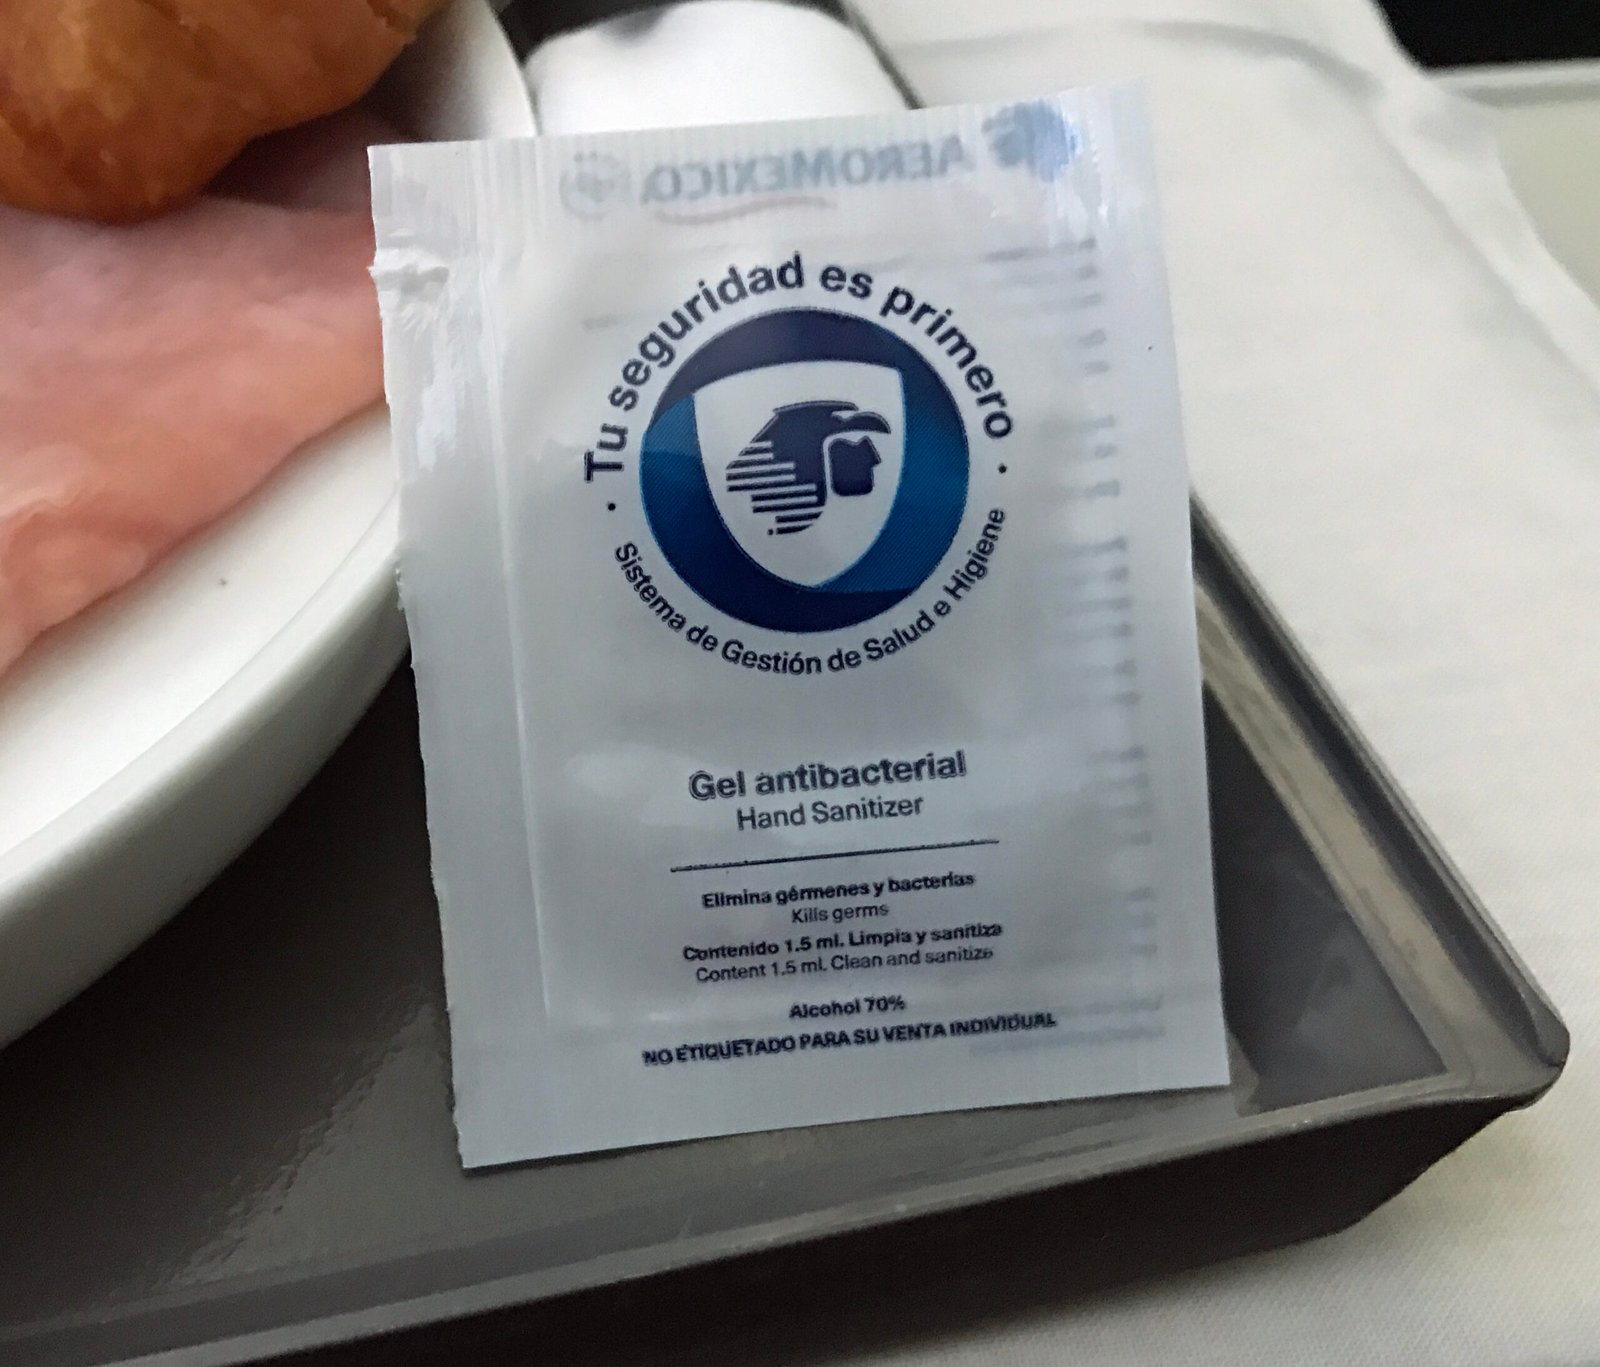 AEROMEXICO
Tu seguridad es primero
Sistema de Gestión de Salud e Higiene
Gel antibacterial
Hand Sanitizer
Elimina gérmenes y bacterias
Kills germs
Contenido 1.5 ml. Limpia y sanitiza
Content 1.5 ml. Clean and sanitize
Alcohol 70%
NO ETIQUETADO PARA SU VENTA INDIVIDUAL